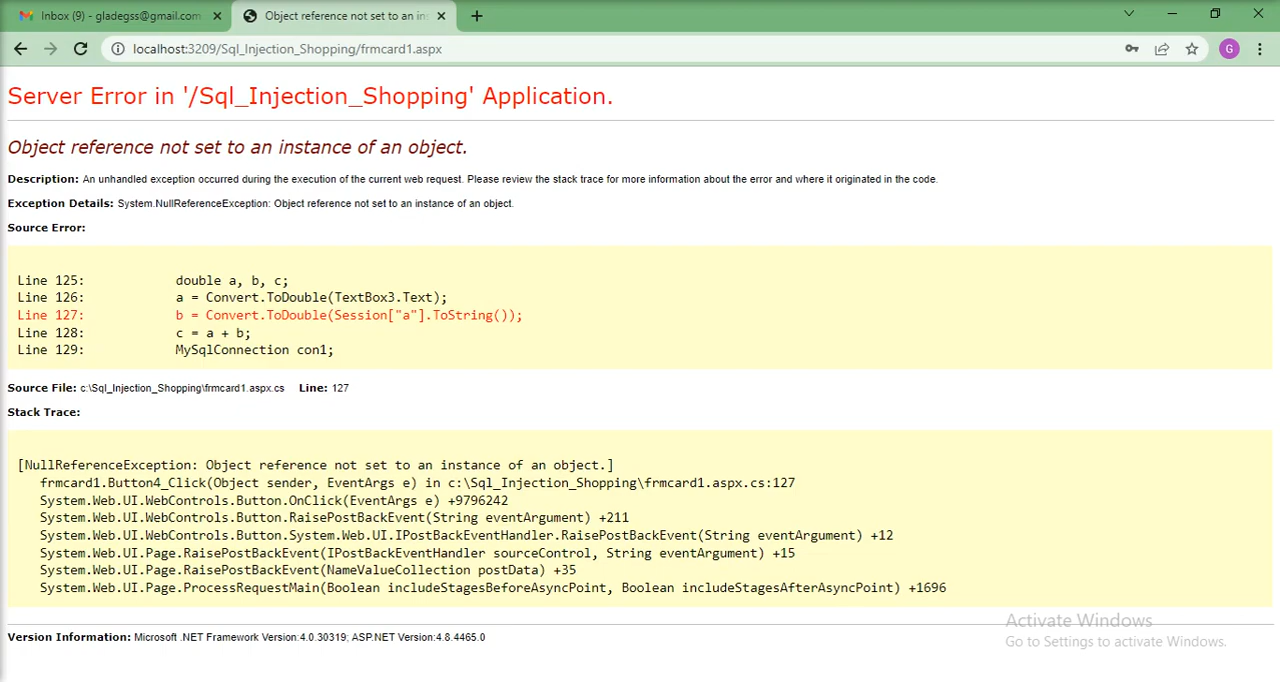 Inbox (9) - gladegss@gmail.com
Object reference not set to an ins
localhost:3209/Sql_Injection_Shopping/frmcard1.aspx
G
Server Error in '/Sql_Injection_Shopping' Application.
Object reference not set to an instance of an object.
Description: An unhandled exception occurred during the execution of the current web request. Please review the stack trace for more information about the error and where it originated in the code.
Exception Details: System.NullReferenceException: Object reference not set to an instance of an object.
Source Error:
Line 125: double a, b, c;
Line 126: a = Convert.ToDouble(TextBox3.Text);
Line 127: b = Convert.ToDouble(Session["a"].ToString());
Line 128: c = a + b;
Line 129: MySqlConnection con1;
Source File: c:\Sql_Injection_Shopping\frmcard1.aspx.cs Line: 127
Stack Trace:
[NullReferenceException: Object reference not set to an instance of an object.]
frmcard1.Button4_Click(Object sender, EventArgs e) in c:\Sql_Injection_Shopping\frmcard1.aspx.cs:127
System.Web.UI.WebControls.Button.OnClick(EventArgs e) +9796242
System.Web.UI.WebControls.Button.RaisePostBackEvent(String eventArgument) +211
System.Web.UI.WebControls.Button.System.Web.UI.IPostBackEventHandler.RaisePostBackEvent(String eventArgument) +12
System.Web.UI.Page.RaisePostBackEvent(IPostBackEventHandler sourceControl, String eventArgument) +15
System.Web.UI.Page.RaisePostBackEvent(NameValueCollection postData) +35
System.Web.UI.Page.ProcessRequestMain(Boolean includeStagesBeforeAsyncPoint, Boolean includeStagesAfterAsyncPoint) +1696
Version Information: Microsoft .NET Framework Version:4.0.30319; ASP.NET Version:4.8.4465.0
Activate Windows
Go to Settings to activate Windows.